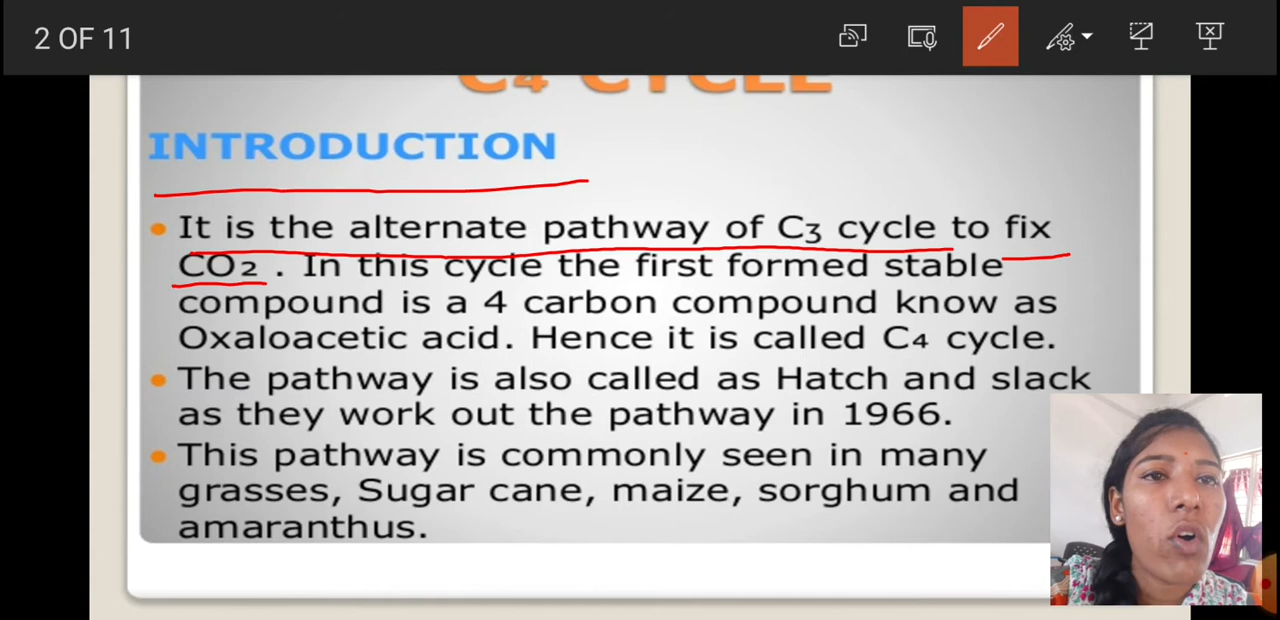 2 OF 11
C4 CYCLE
INTRODUCTION
• It is the alternate pathway of C3 cycle to fix
CO2 . In this cycle the first formed stable
compound is a 4 carbon compound know as
Oxaloacetic acid. Hence it is called C4 cycle.
• The pathway is also called as Hatch and slack
as they work out the pathway in 1966.
• This pathway is commonly seen in many
grasses, Sugar cane, maize, sorghum and
amaranthus.